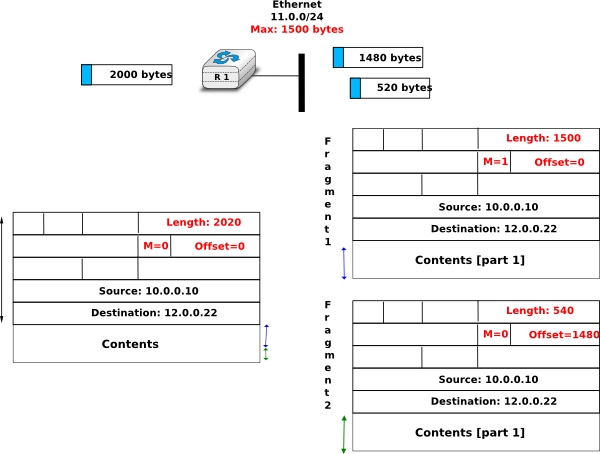 Ethernet
11.0.0/24
Max: 1500 bytes
2000 bytes
R 1
1480 bytes
520 bytes
Length: 2020
M=0 Offset=0
Source: 10.0.0.10
Destination: 12.0.0.22
Contents
Fragment1
Length: 1500
M=1 Offset=0
Source: 10.0.0.10
Destination: 12.0.0.22
Contents [part 1]
Fragment2
Length: 540
M=0 Offset=1480
Source: 10.0.0.10
Destination: 12.0.0.22
Contents [part 1]